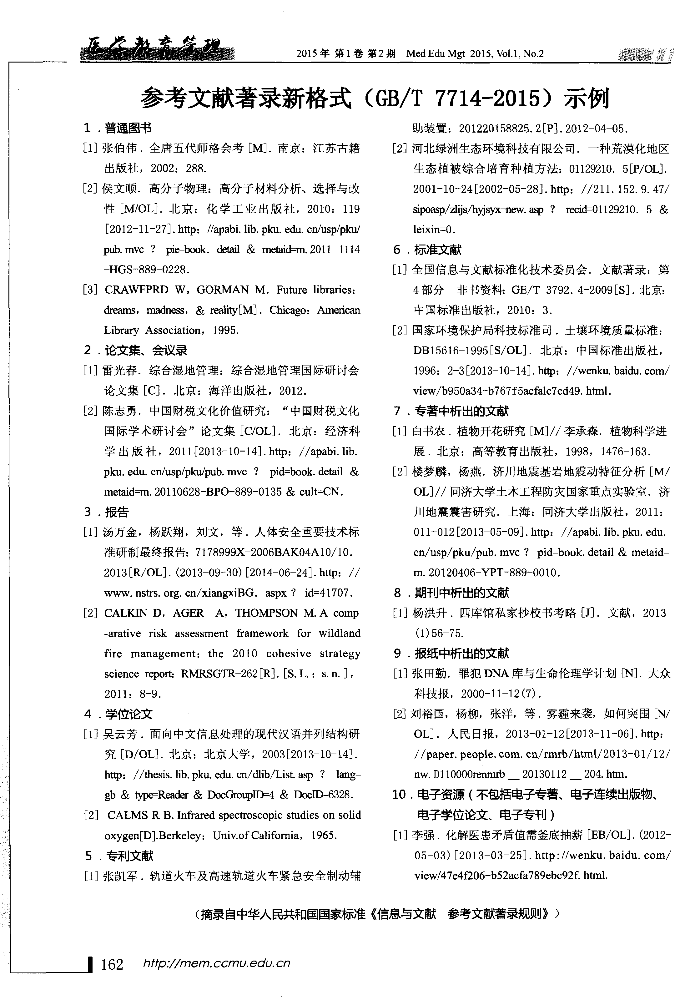 医学教育管理
2015年 第1卷 第2期 Med Edu Mgt 2015, Vol.1, No.2
参考文献著录新格式（GB/T 7714-2015）示例
1 . 普通图书
[1] 张伯伟 . 全唐五代师格会考 [M]. 南京：江苏古籍
出版社，2002：288.
[2] 侯文顺. 高分子物理：高分子材料分析、选择与改
性 [M/OL]. 北京：化学工业出版社，2010：119
[2012-11-27]. http：//apabi. lib. pku. edu. cn/usp/pku/
pub. mvc ？ pie=book. detail & metaid=m. 2011 1114
-HGS-889-0228.
[3] CRAWFPRD W，GORMAN M. Future libraries：
dreams，madness，& reality[M]. Chicago：American
Library Association，1995.
2 . 论文集、会议录
[1] 雷光春. 综合湿地管理：综合湿地管理国际研讨会
论文集 [C]. 北京：海洋出版社，2012.
[2] 陈志勇. 中国财税文化价值研究：“中国财税文化
国际学术研讨会”论文集 [C/OL]. 北京：经济科
学出版社，2011[2013-10-14]. http：//apabi. lib.
pku. edu. cn/usp/pku/pub. mvc ？ pid=book. detail &
metaid=m. 20110628-BPO-889-0135 & cult=CN.
3 . 报告
[1] 汤万金，杨跃翔，刘文，等 . 人体安全重要技术标
准研制最终报告：7178999X-2006BAK04A10/10.
2013[R/OL]. (2013-09-30) [2014-06-24]. http：//
www. nstrs. org. cn/xiangxiBG. aspx ？ id=41707.
[2] CALKIN D，AGER A，THOMPSON M. A comp
-arative risk assessment framework for wildland
fire management：the 2010 cohesive strategy
science report：RMRSGTR-262[R]. [S. L. ：s. n. ]，
2011：8-9.
4 . 学位论文
[1] 吴云芳 . 面向中文信息处理的现代汉语并列结构研
究 [D/OL]. 北京：北京大学，2003[2013-10-14].
http：//thesis. lib. pku. edu. cn/dlib/List. asp ？ lang=
gb & type=Reader & DocGroupID=4 & DocID=6328.
[2] CALMS R B. Infrared spectroscopic studies on solid
oxygen[D].Berkeley：Univ.of California，1965.
5 . 专利文献
[1] 张凯军 . 轨道火车及高速轨道火车紧急安全制动辅
助装置：201220158825. 2[P]. 2012-04-05.
[2] 河北绿洲生态环境科技有限公司. 一种荒漠化地区
生态植被综合培育种植方法：01129210. 5[P/OL].
2001-10-24[2002-05-28]. http：//211. 152. 9. 47/
sipoasp/zlijs/hyjsyx-new. asp ？ recid=01129210. 5 &
leixin=0.
6 . 标准文献
[1] 全国信息与文献标准化技术委员会. 文献著录：第
4部分 非书资料：GE/T 3792. 4-2009[S]. 北京：
中国标准出版社，2010：3.
[2] 国家环境保护局科技标准司 . 土壤环境质量标准：
DB15616-1995[S/OL]. 北京：中国标准出版社，
1996：2-3[2013-10-14]. http：//wenku. baidu. com/
view/b950a34-b767f5acfalc7cd49. html.
7 . 专著中析出的文献
[1] 白书农 . 植物开花研究 [M]// 李承森. 植物科学进
展 . 北京：高等教育出版社，1998，1476-163.
[2] 楼梦麟，杨燕. 济川地震基岩地震动特征分析 [M/
OL]// 同济大学土木工程防灾国家重点实验室. 济
川地震震害研究. 上海：同济大学出版社，2011：
011-012[2013-05-09]. http：//apabi. lib. pku. edu.
cn/usp/pku/pub. mvc ？ pid=book. detail & metaid=
m. 20120406-YPT-889-0010.
8 . 期刊中析出的文献
[1] 杨洪升 . 四库馆私家抄校书考略 [J]. 文献，2013
(1)56-75.
9 . 报纸中析出的文献
[1] 张田勤. 罪犯 DNA 库与生命伦理学计划 [N]. 大众
科技报，2000-11-12(7).
[2] 刘裕国，杨柳，张洋，等 . 雾霾来袭，如何突围 [N/
OL]. 人民日报，2013-01-12[2013-11-06]. http：
//paper. people. com. cn/rmrb/html/2013-01/12/
nw. D110000renmrb __ 20130112 __ 204. htm.
10 . 电子资源（不包括电子专著、电子连续出版物、
电子学位论文、电子专刊）
[1] 李强 . 化解医患矛盾值需釜底抽薪 [EB/OL]. (2012-
05-03) [2013-03-25]. http://wenku. baidu. com/
view/47e4f206-b52acfa789ebc92f. html.
（摘录自中华人民共和国国家标准《信息与文献 参考文献著录规则》）
162 http://mem.ccmu.edu.cn